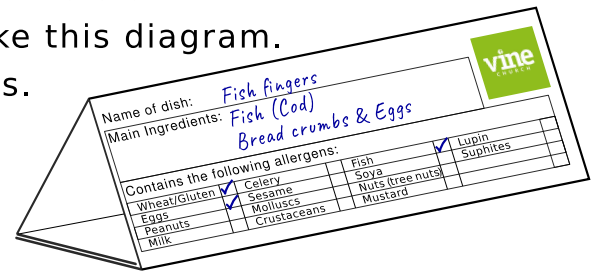 ke this diagram.
s.
vine
CHURCH
Name of dish: Fish fingers
Main Ingredients: Fish (Cod)
Bread crumbs & Eggs
Contains the following allergens:
Wheat/Gluten ✓ Celery Fish ✓ Lupin
Eggs ✓ Sesame Soya Suphites
Peanuts Molluscs Nuts (tree nuts)
Milk Crustaceans Mustard